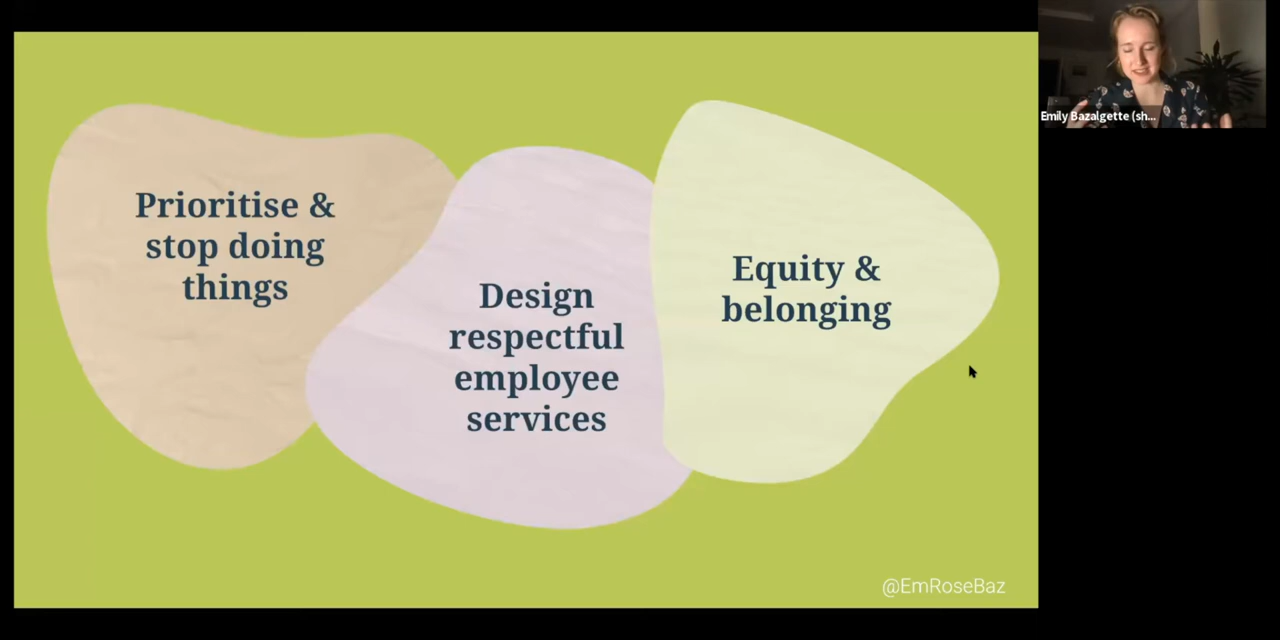 Prioritise &
stop doing
things
Design
respectful
employee
services
Equity &
belonging
@EmRoseBaz
Emily Bazalgette (sh...